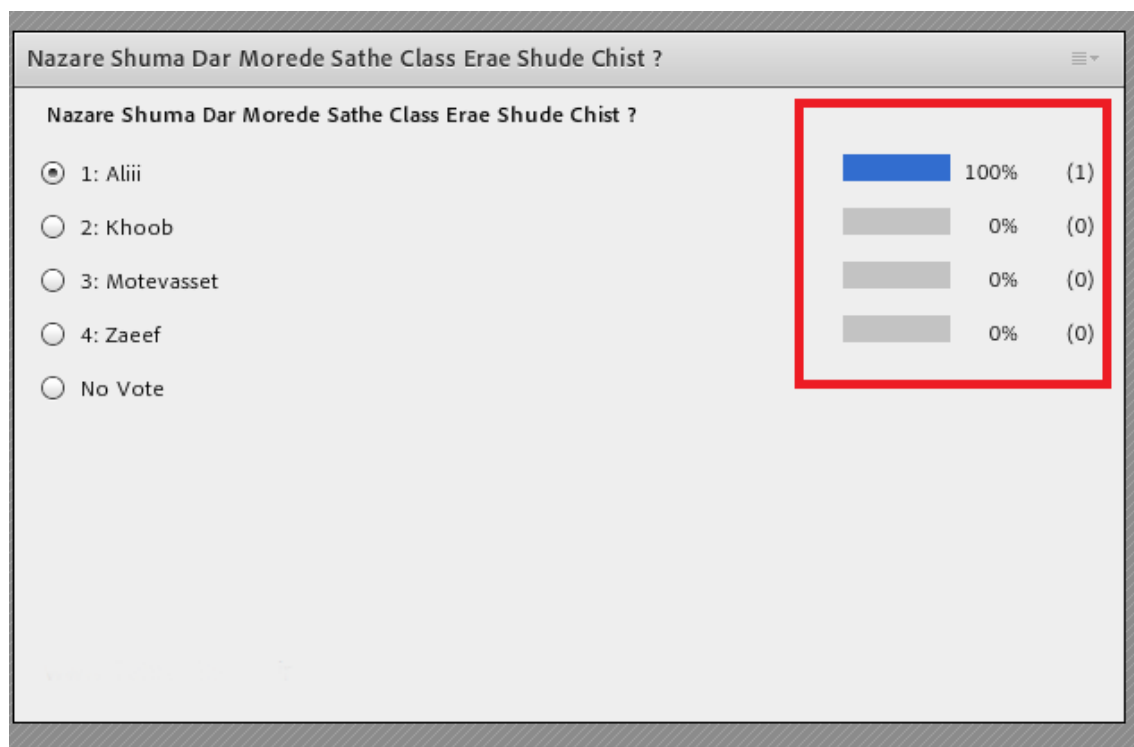 Nazare Shuma Dar Morede Sathe Class Erae Shude Chist ?
Nazare Shuma Dar Morede Sathe Class Erae Shude Chist ?
1: Aliii 100% (1)
2: Khoob 0% (0)
3: Motevasset 0% (0)
4: Zaeef 0% (0)
No Vote